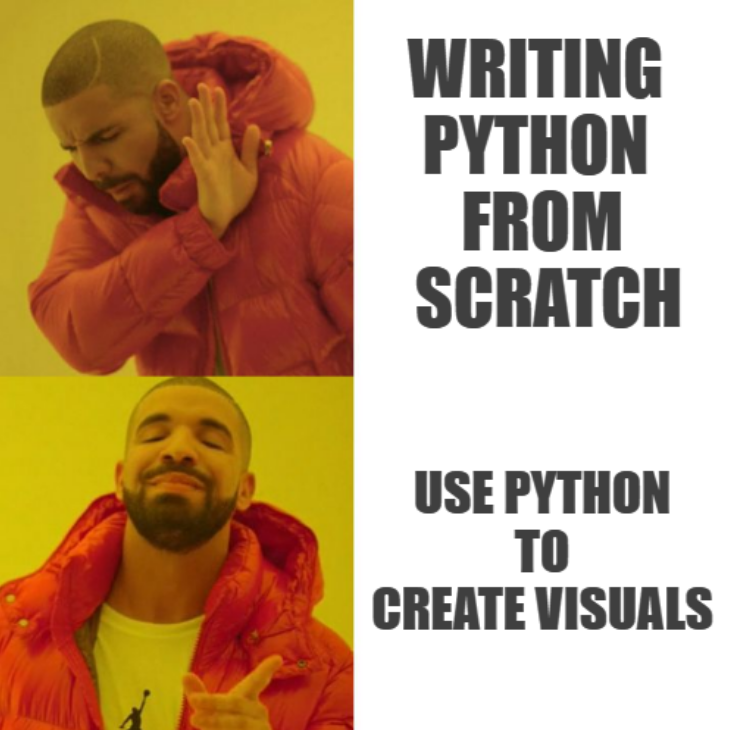 WRITING
PYTHON
FROM
SCRATCH
USE PYTHON
TO
CREATE VISUALS